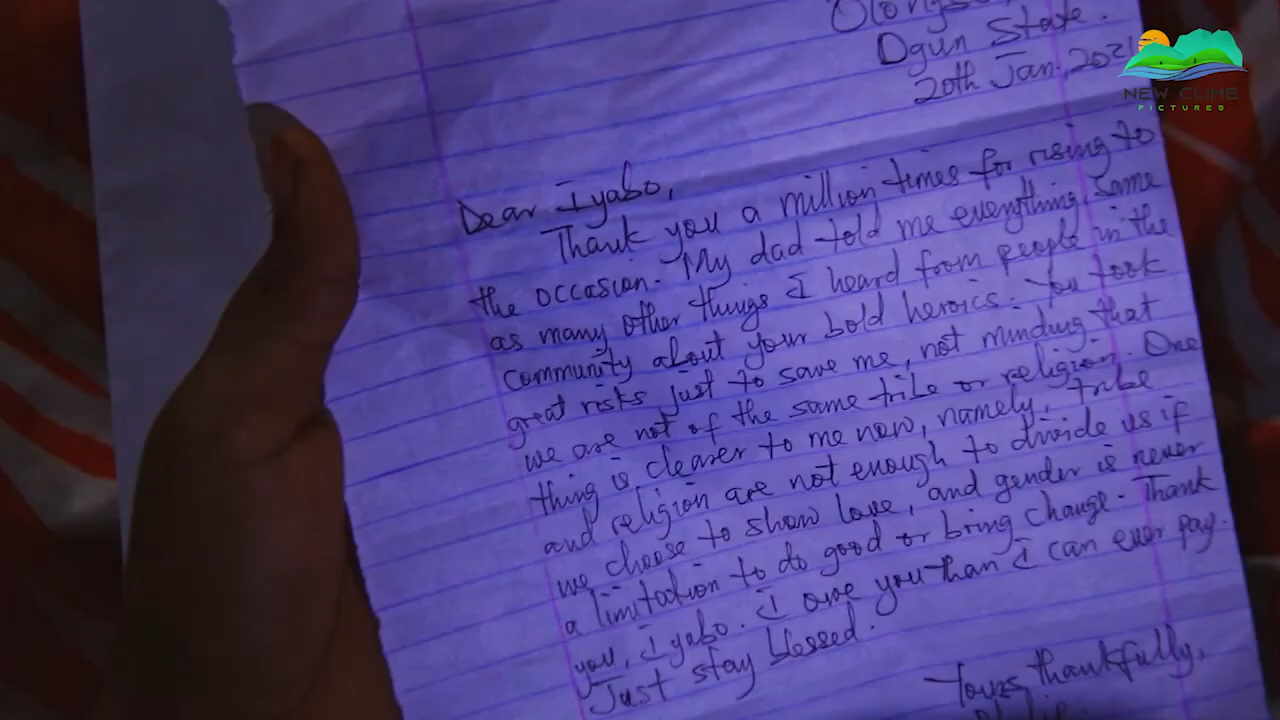 Ogun State.
20th Jan., 202
NEW CLIME
PICTURES
Dear Iyabo,
Thank you a million times for rising to
the occasion. My dad told me everything, same
as many other things I heard from people in the
community about your bold heroics. You took
great risks just to save me, not minding that
we are not of the same tribe or religion. One
thing is clearer to me now, namely, tribe
and religion are not enough to divide us if
we choose to show love, and gender is never
a limitation to do good or bring change. Thank
you, Iyabo. I owe you than I can ever pay.
Just stay blessed.
Yours thankfully,